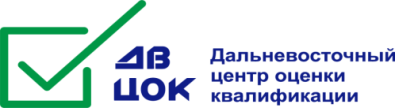 ДВ
ЦОК
Дальневосточный
центр оценки
квалификации